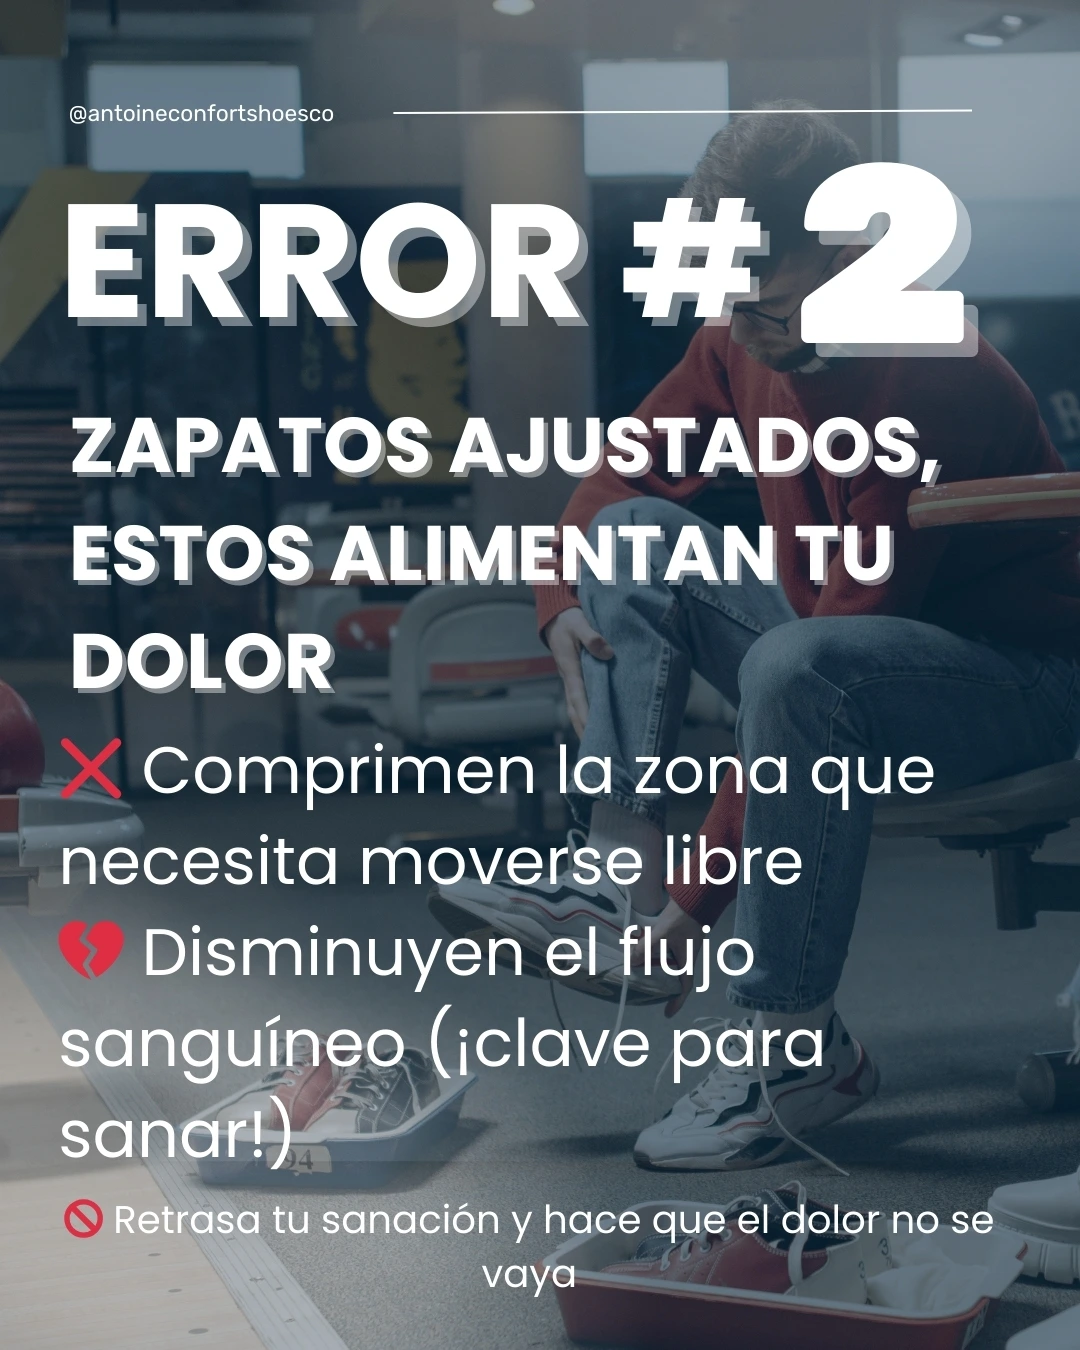 @antoineconfortshoesco
ERROR #2
ZAPATOS AJUSTADOS,
ESTOS ALIMENTAN TU
DOLOR
❌ Comprimen la zona que
necesita moverse libre
💔 Disminuyen el flujo
sanguíneo (¡clave para
sanar!)
🚫 Retrasa tu sanación y hace que el dolor no se
vaya
94